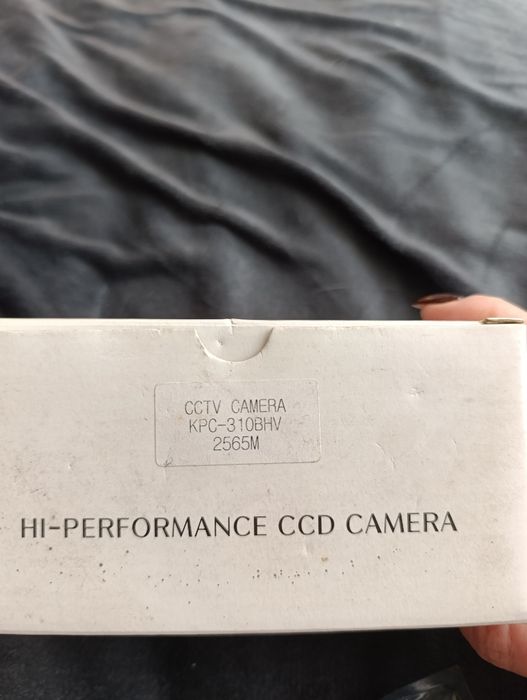 CCTV CAMERA
KPC-310BHV
2565M
HI-PERFORMANCE CCD CAMERA